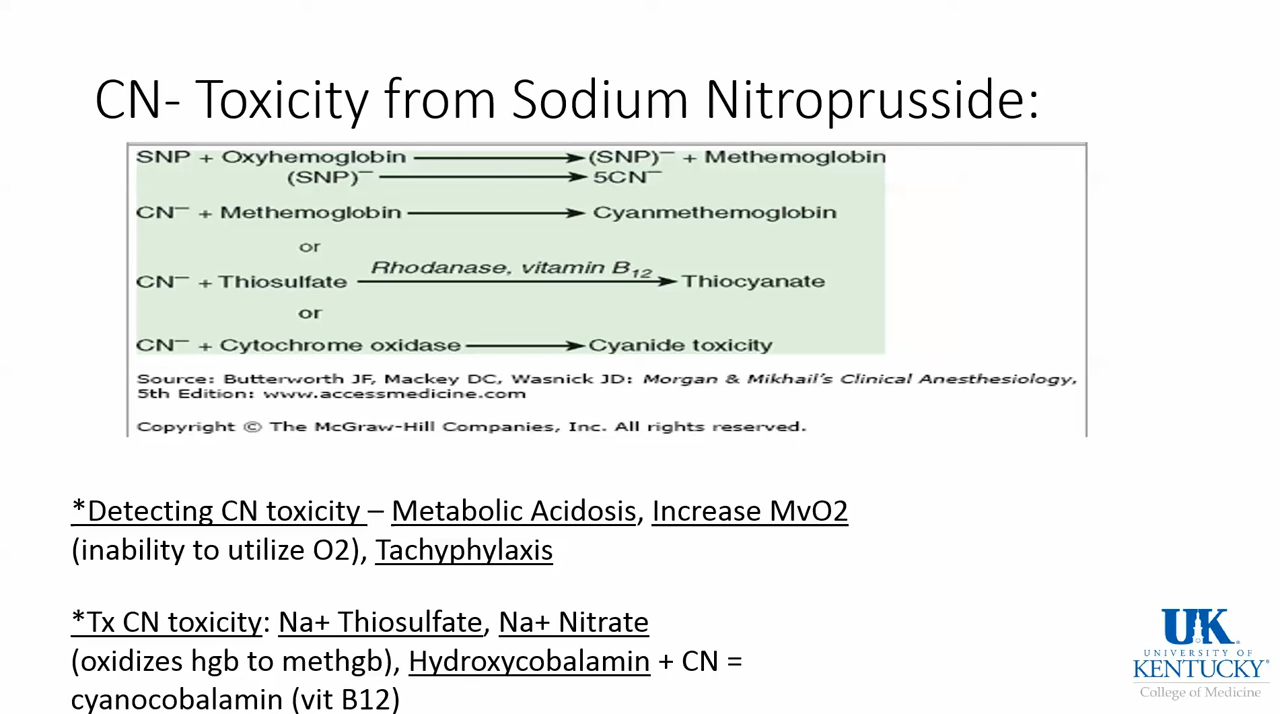 CN- Toxicity from Sodium Nitroprusside:
SNP + Oxyhemoglobin ⟶ (SNP)⁻ + Methemoglobin
(SNP)⁻ ⟶ 5CN⁻
CN⁻ + Methemoglobin ⟶ Cyanmethemoglobin
or
Rhodanase, vitamin B₁₂
CN⁻ + Thiosulfate ⟶ Thiocyanate
or
CN⁻ + Cytochrome oxidase ⟶ Cyanide toxicity
Source: Butterworth JF, Mackey DC, Wasnick JD: Morgan & Mikhail's Clinical Anesthesiology,
5th Edition: www.accessmedicine.com
Copyright © The McGraw-Hill Companies, Inc. All rights reserved.
*Detecting CN toxicity – Metabolic Acidosis, Increase MvO2
(inability to utilize O2), Tachyphylaxis
*Tx CN toxicity: Na+ Thiosulfate, Na+ Nitrate
(oxidizes hgb to methgb), Hydroxycobalamin + CN =
cyanocobalamin (vit B12)
UK
UNIVERSITY OF
KENTUCKY
College of Medicine